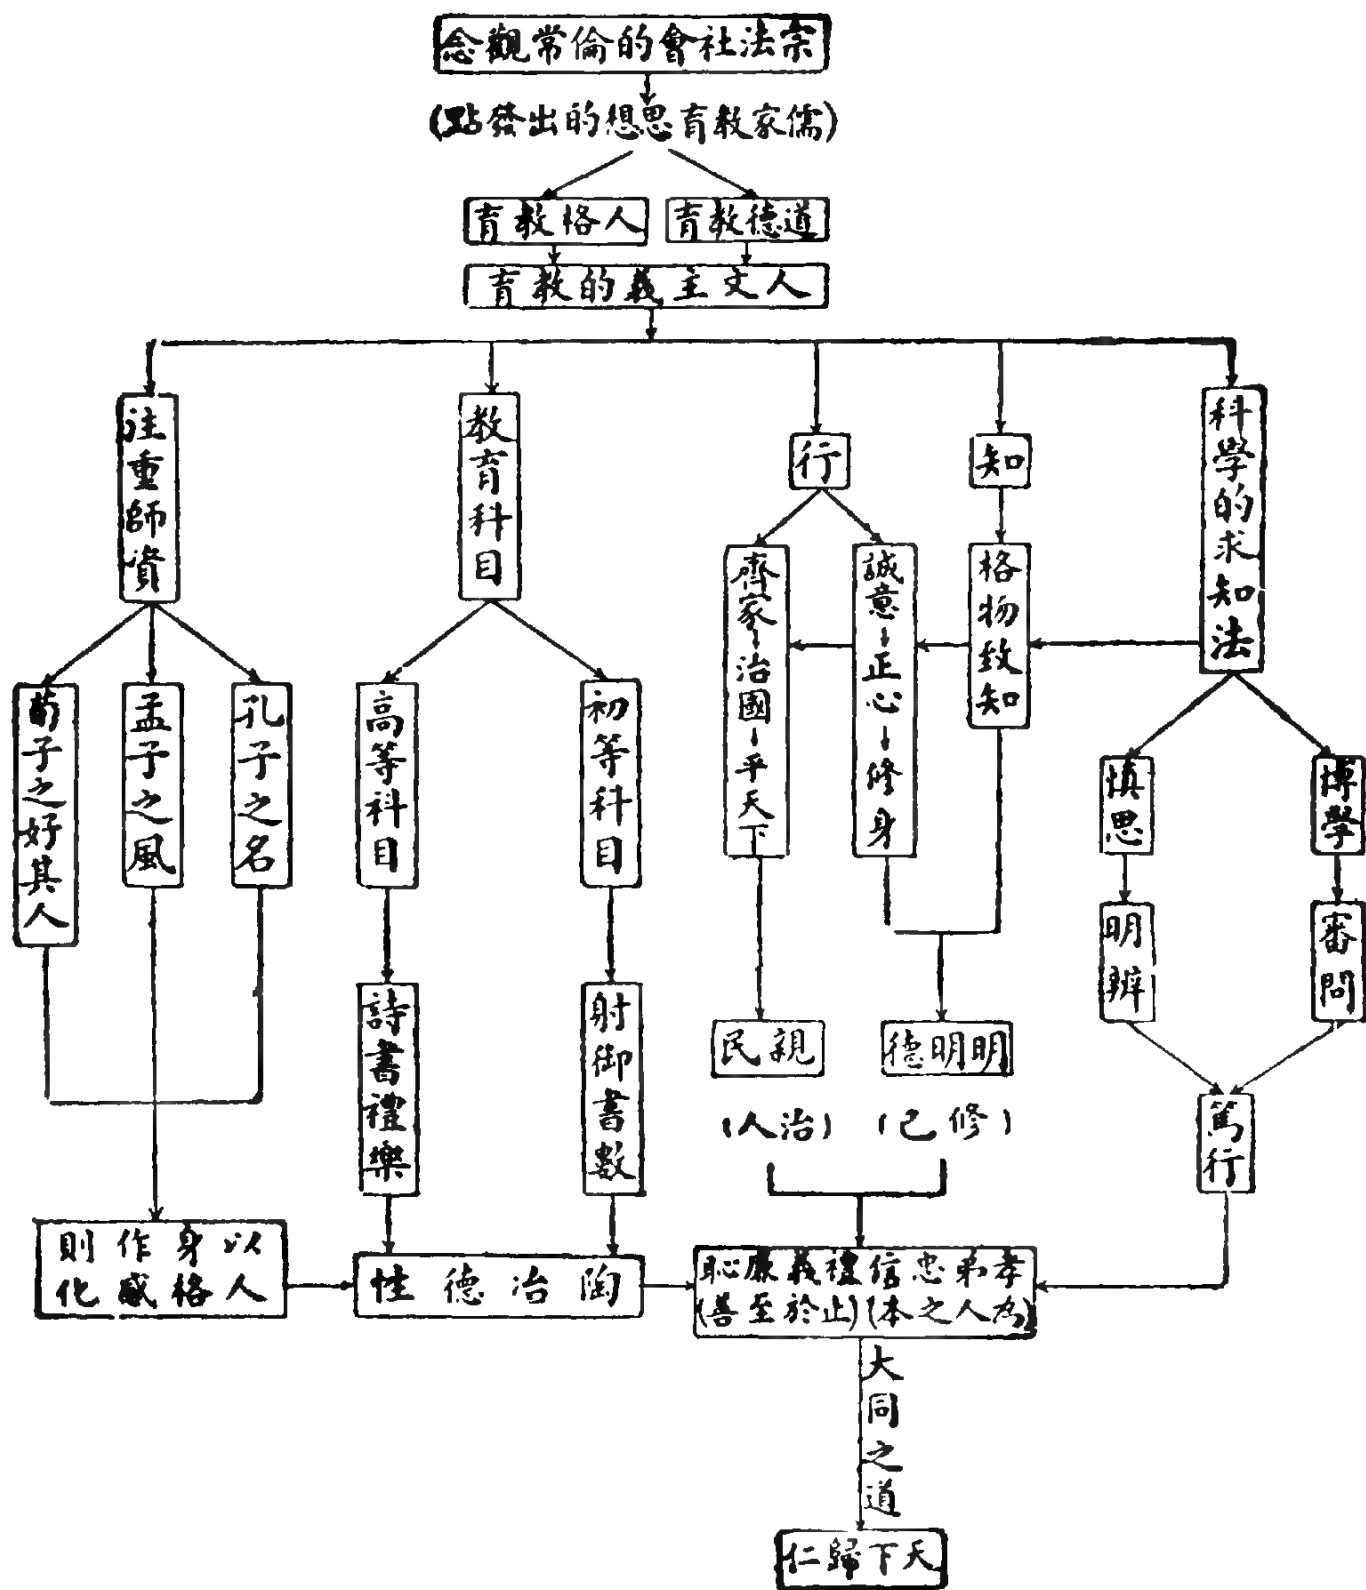 宗法社會的倫常觀念
(儒家教育思想的出發點)
道德教育
人格教育
人文主義的教育
科學的求知法
知
行
教育科目
注重師資
格物致知
誠意-正心-修身
齊家-治國-平天下
博學
慎思
審問
明辨
篤行
初等科目
高等科目
孔子之名
孟子之風
荀子之好其人
射御書數
詩書禮樂
明明德
親民
(修己)
(治人)
以身作則
人格感化
陶冶德性
孝弟忠信禮義廉恥
(為人之本)(止於至善)
大同之道
天下歸仁